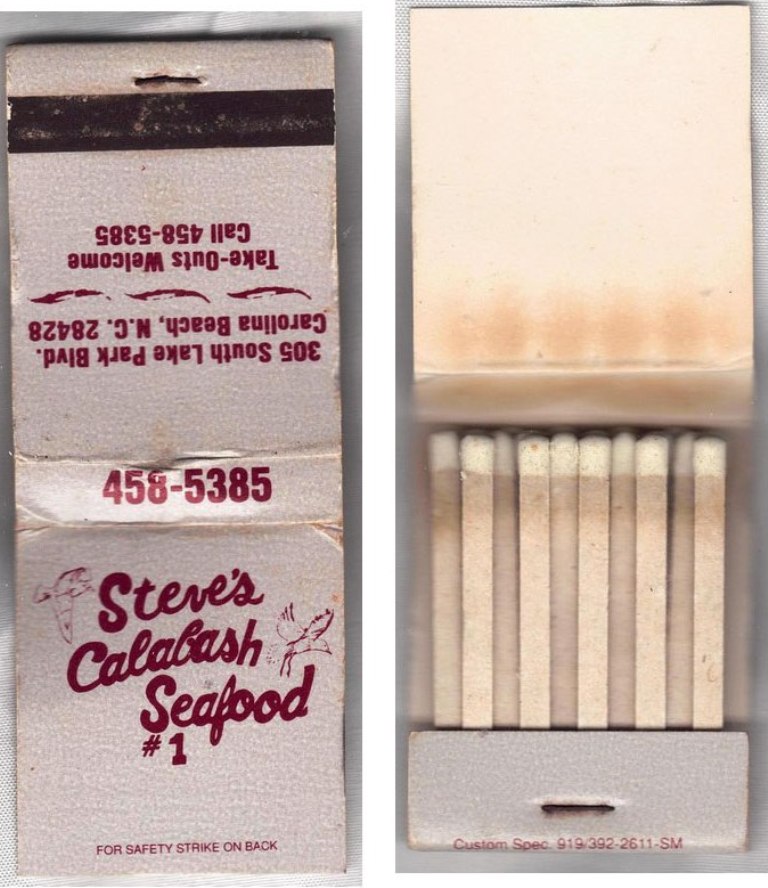 305 South Lake Park Blvd.
Carolina Beach, N.C. 28428
Take-Outs Welcome
Call 458-5385
458-5385
Steve's
Calabash
Seafood
#1
FOR SAFETY STRIKE ON BACK
Custom Spec. 919/392-2611-SM